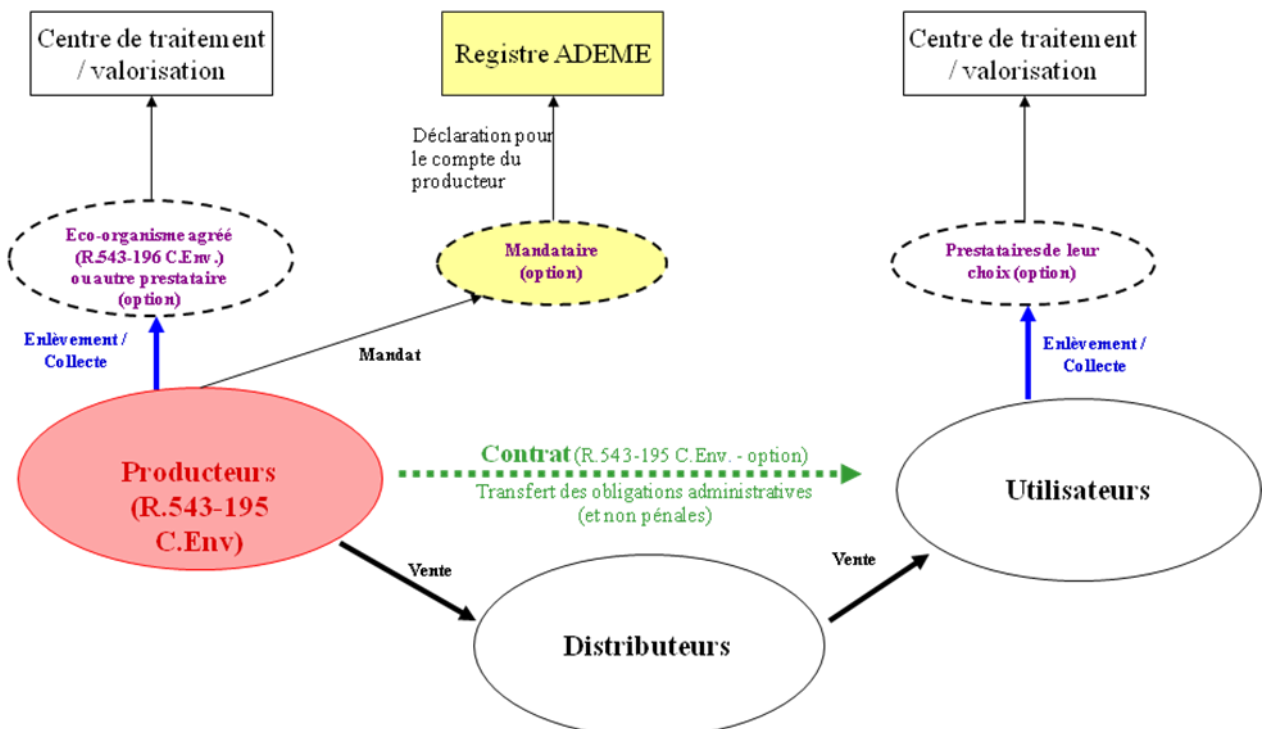 Centre de traitement
/ valorisation
Registre ADEME
Centre de traitement
/ valorisation
Déclaration pour
le compte du
producteur
Eco-organisme agréé
(R.543-196 C.Env.)
ou autre prestataire
(option)
Mandataire
(option)
Prestataires de leur
choix (option)
Enlèvement /
Collecte
Mandat
Enlèvement /
Collecte
Producteurs
(R.543-195
C.Env)
Contrat (R.543-195 C.Env. - option)
Transfert des obligations administratives
(et non pénales)
Utilisateurs
Vente
Vente
Distributeurs